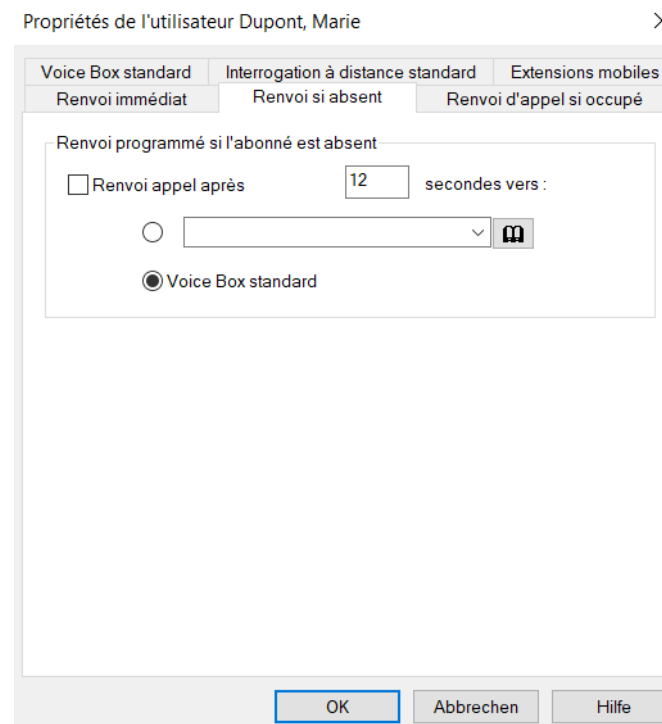 Propriétés de l'utilisateur Dupont, Marie
Voice Box standard Interrogation à distance standard Extensions mobiles
Renvoi immédiat Renvoi si absent Renvoi d'appel si occupé
Renvoi programmé si l'abonné est absent
Renvoi appel après 12 secondes vers :
Voice Box standard
OK Abbrechen Hilfe